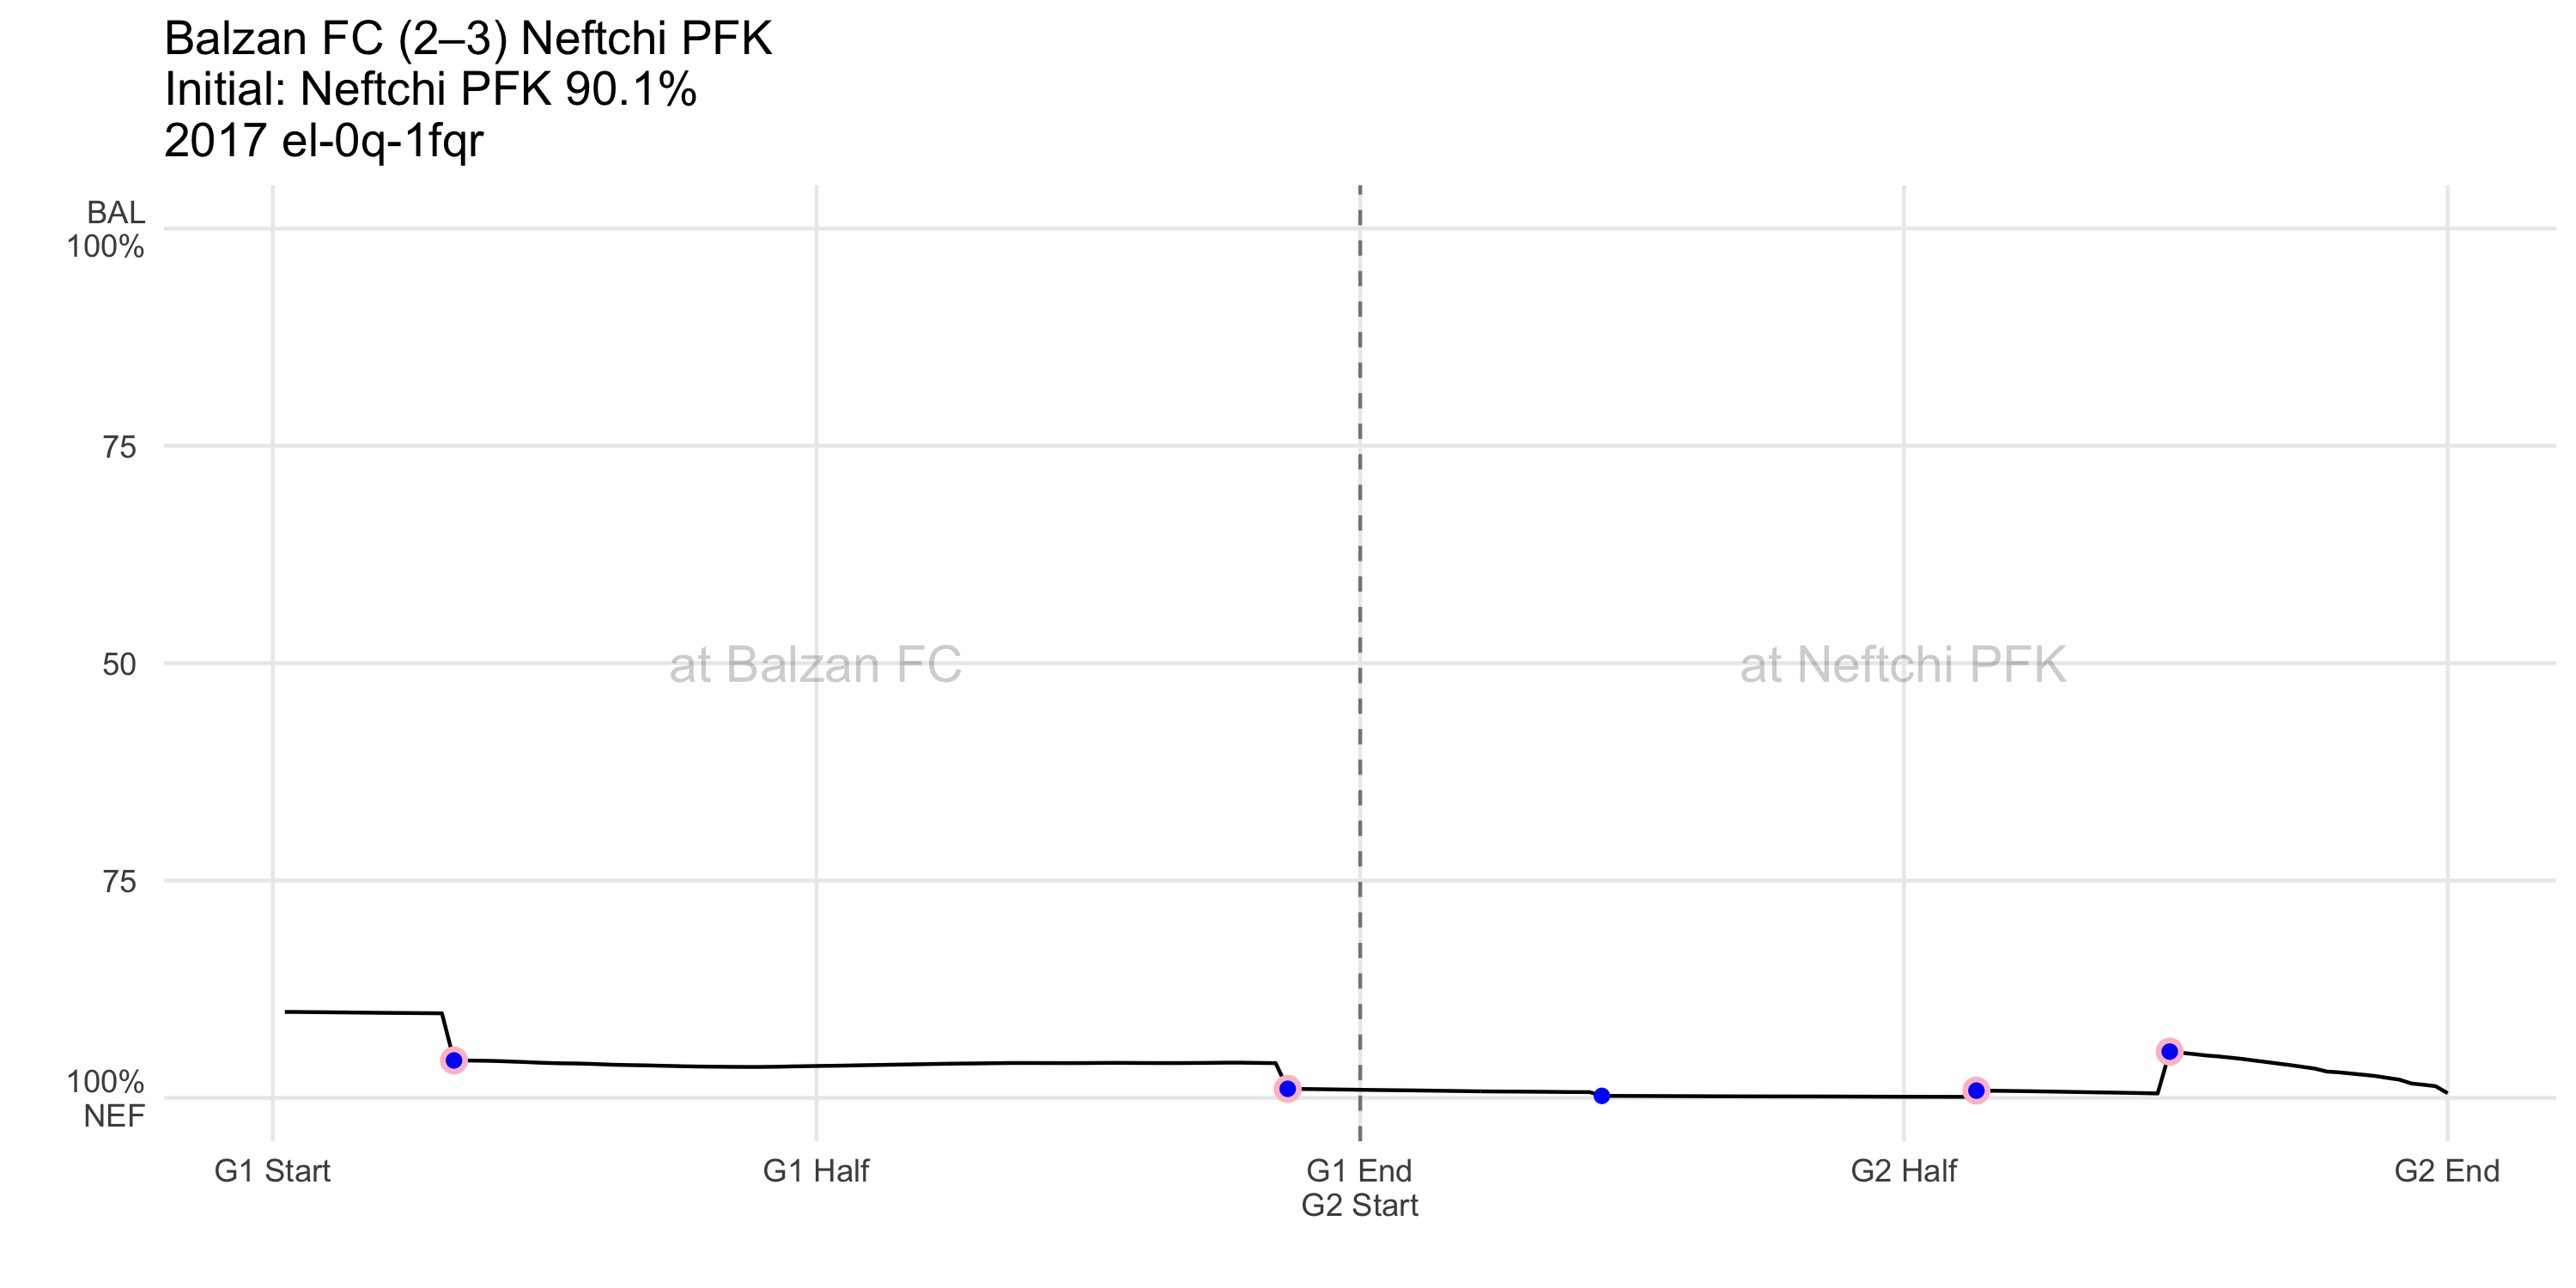 Balzan FC (2–3) Neftchi PFK
Initial: Neftchi PFK 90.1%
2017 el-0q-1fqr
BAL
100%
75
50
75
100%
NEF
at Balzan FC
at Neftchi PFK
G1 Start
G1 Half
G1 End
G2 Start
G2 Half
G2 End